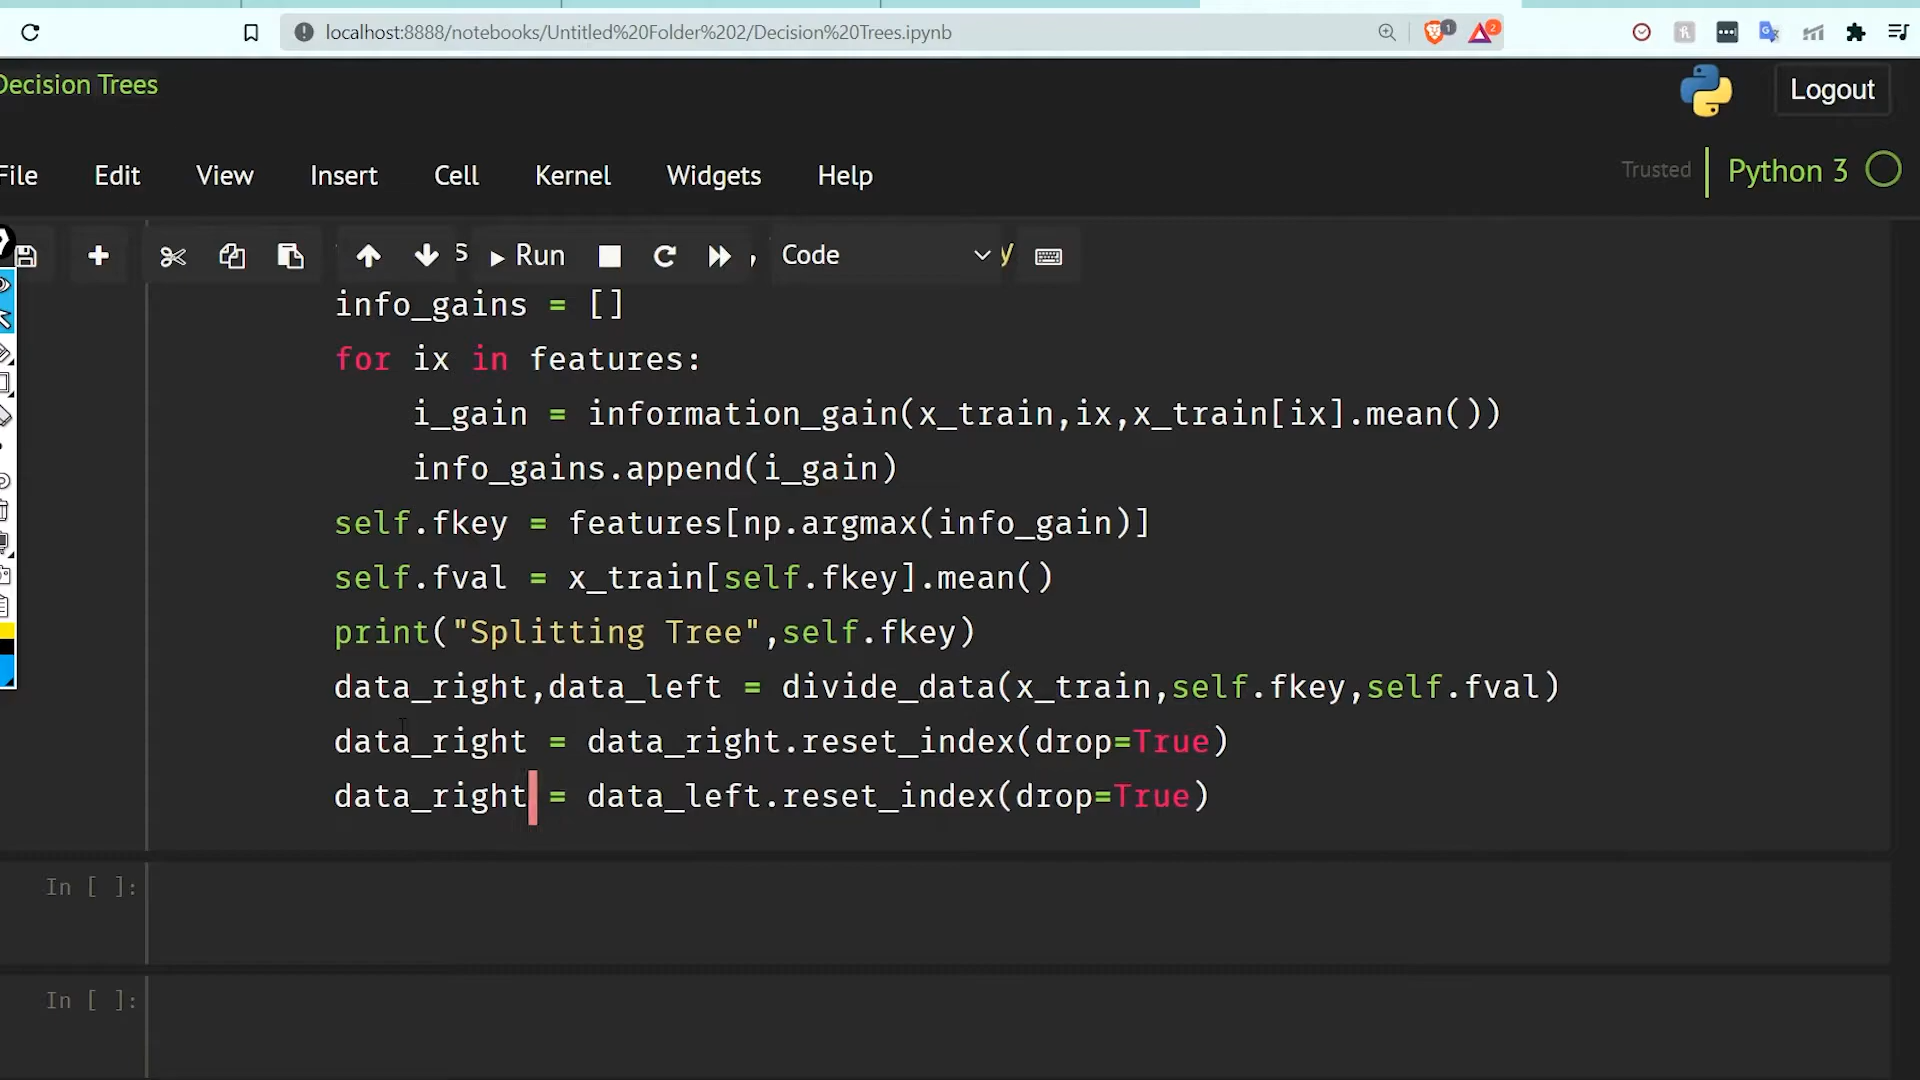 localhost:8888/notebooks/Untitled%20Folder%202/Decision%20Trees.ipynb
1
2
Decision Trees
Logout
File Edit View Insert Cell Kernel Widgets Help
Trusted
Python 3
Run
Code
info_gains = []
for ix in features:
i_gain = information_gain(x_train,ix,x_train[ix].mean())
info_gains.append(i_gain)
self.fkey = features[np.argmax(info_gain)]
self.fval = x_train[self.fkey].mean()
print("Splitting Tree",self.fkey)
data_right,data_left = divide_data(x_train,self.fkey,self.fval)
data_right = data_right.reset_index(drop=True)
data_right = data_left.reset_index(drop=True)
In [ ]:
In [ ]: